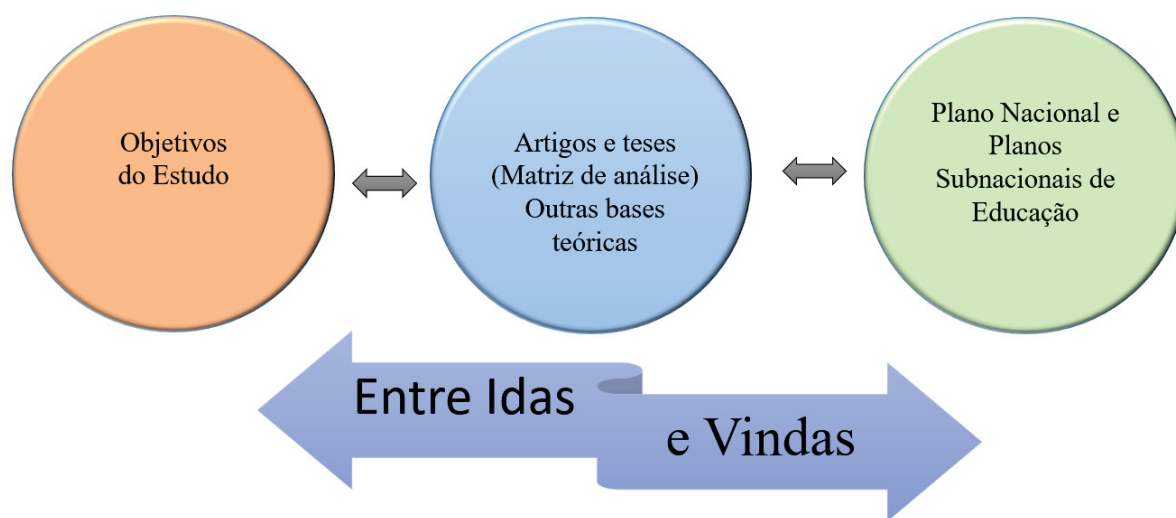 Objetivos
do Estudo
Artigos e teses
(Matriz de análise)
Outras bases
teóricas
Plano Nacional e
Planos
Subnacionais de
Educação
Entre Idas
e Vindas